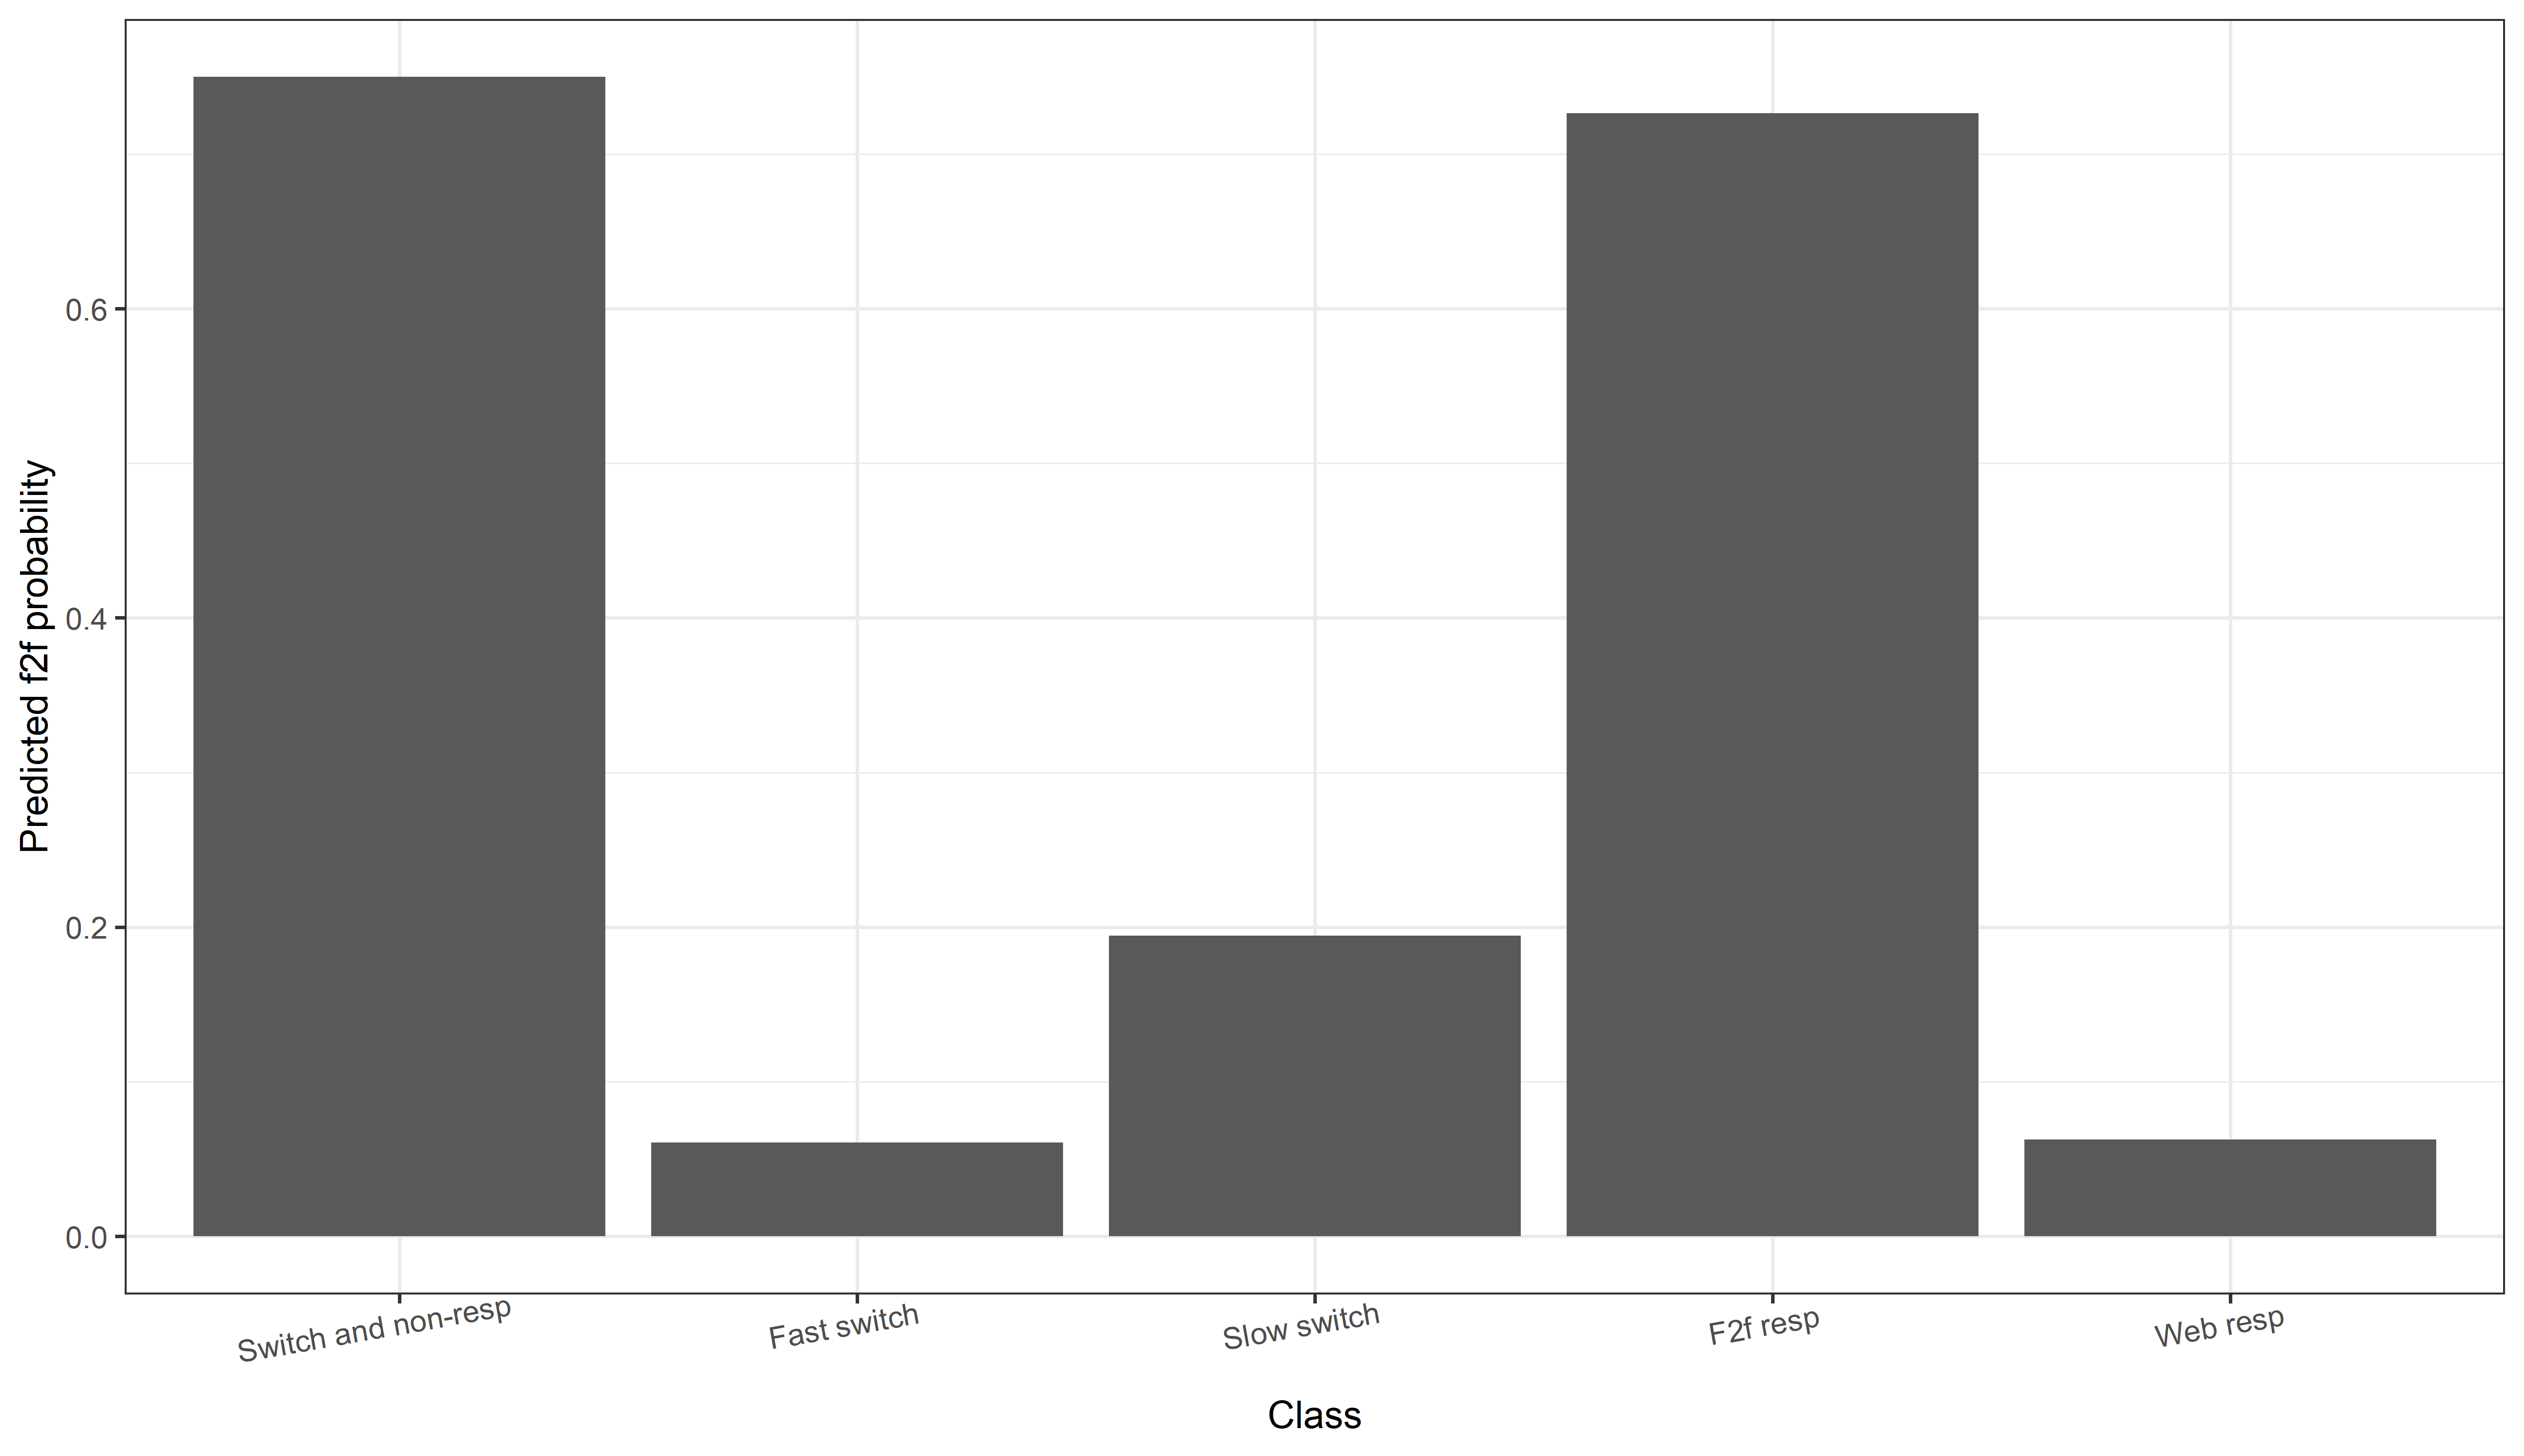 Predicted f2f probability
0.6
0.4
0.2
0.0
Switch and non-resp
Fast switch
Slow switch
F2f resp
Web resp
Class